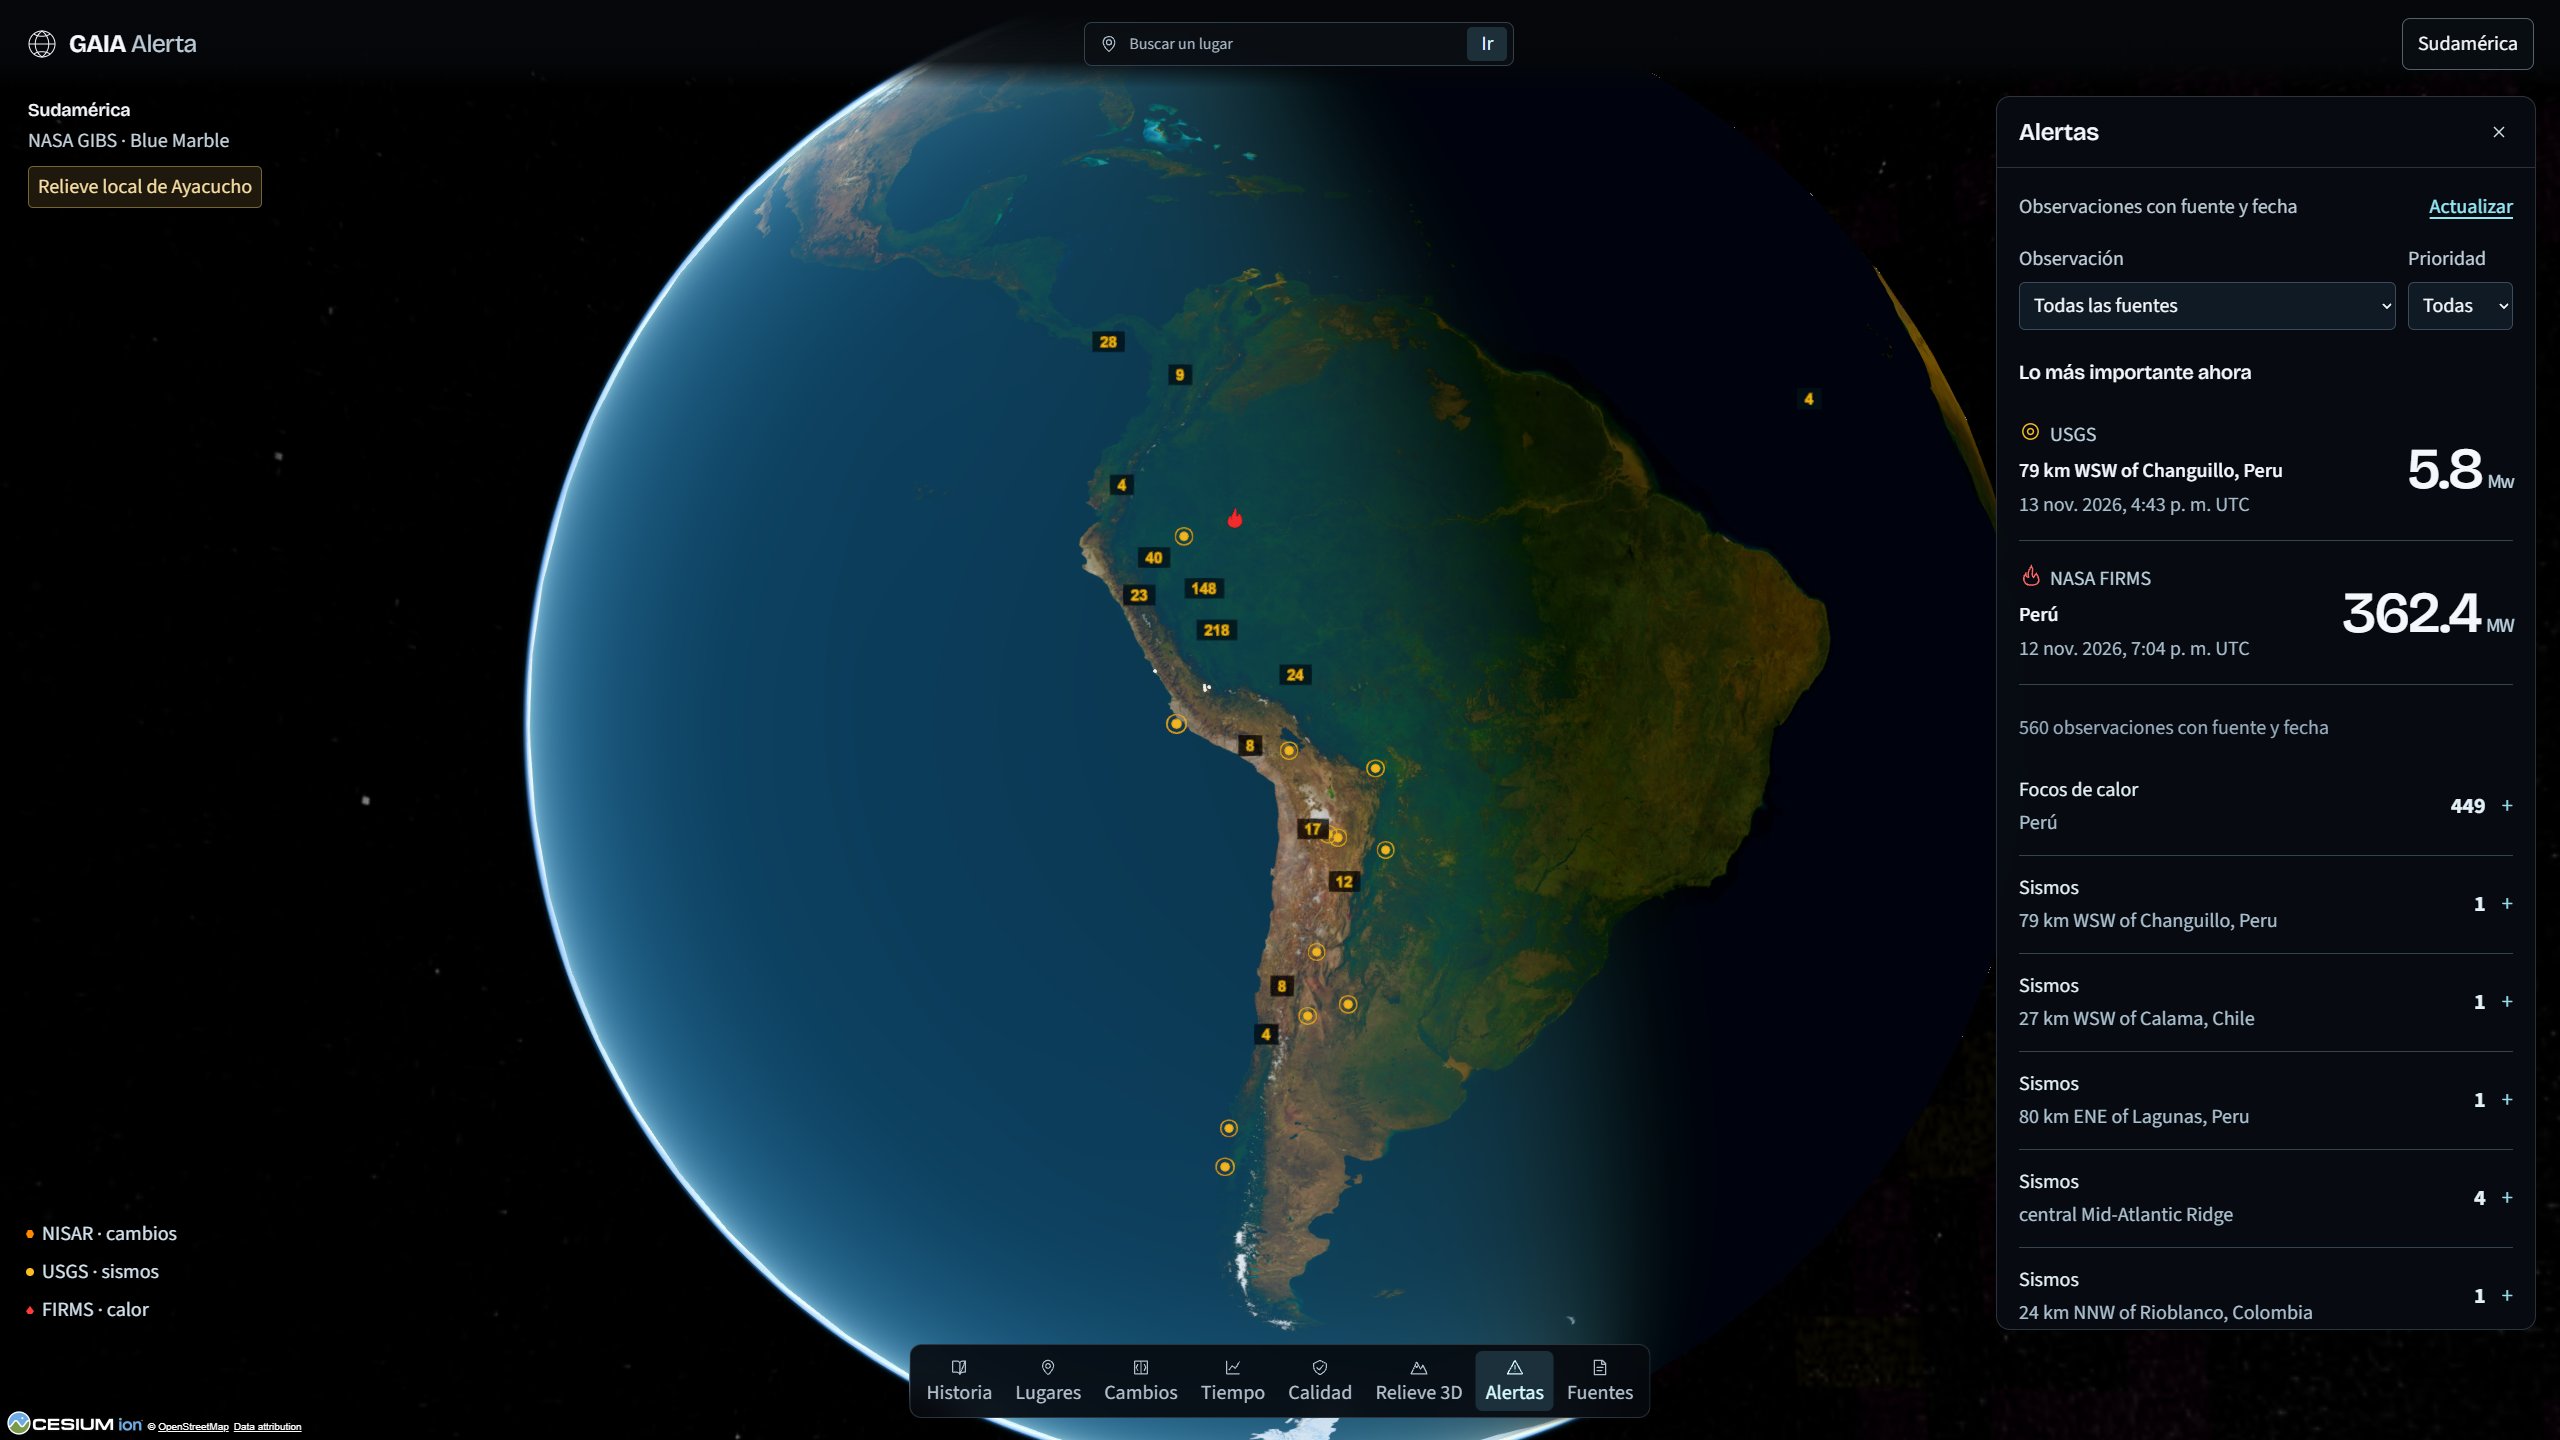 GAIA Alerta
Buscar un lugar
Ir
Sudamérica
Sudamérica
NASA GIBS · Blue Marble
Relieve local de Ayacucho
28
9
4
4
40
148
23
218
24
8
17
12
8
4
Alertas
Observaciones con fuente y fecha
Actualizar
Observación
Prioridad
Todas las fuentes
Todas
Lo más importante ahora
USGS
79 km WSW of Changuillo, Peru
13 nov. 2026, 4:43 p. m. UTC
5.8 Mw
NASA FIRMS
Perú
12 nov. 2026, 7:04 p. m. UTC
362.4 MW
560 observaciones con fuente y fecha
Focos de calor
Perú
449 +
Sismos
79 km WSW of Changuillo, Peru
1 +
Sismos
27 km WSW of Calama, Chile
1 +
Sismos
80 km ENE of Lagunas, Peru
1 +
Sismos
central Mid-Atlantic Ridge
4 +
Sismos
24 km NNW of Rioblanco, Colombia
1 +
NISAR · cambios
USGS · sismos
FIRMS · calor
Historia
Lugares
Cambios
Tiempo
Calidad
Relieve 3D
Alertas
Fuentes
CESIUM ion © OpenStreetMap Data attribution